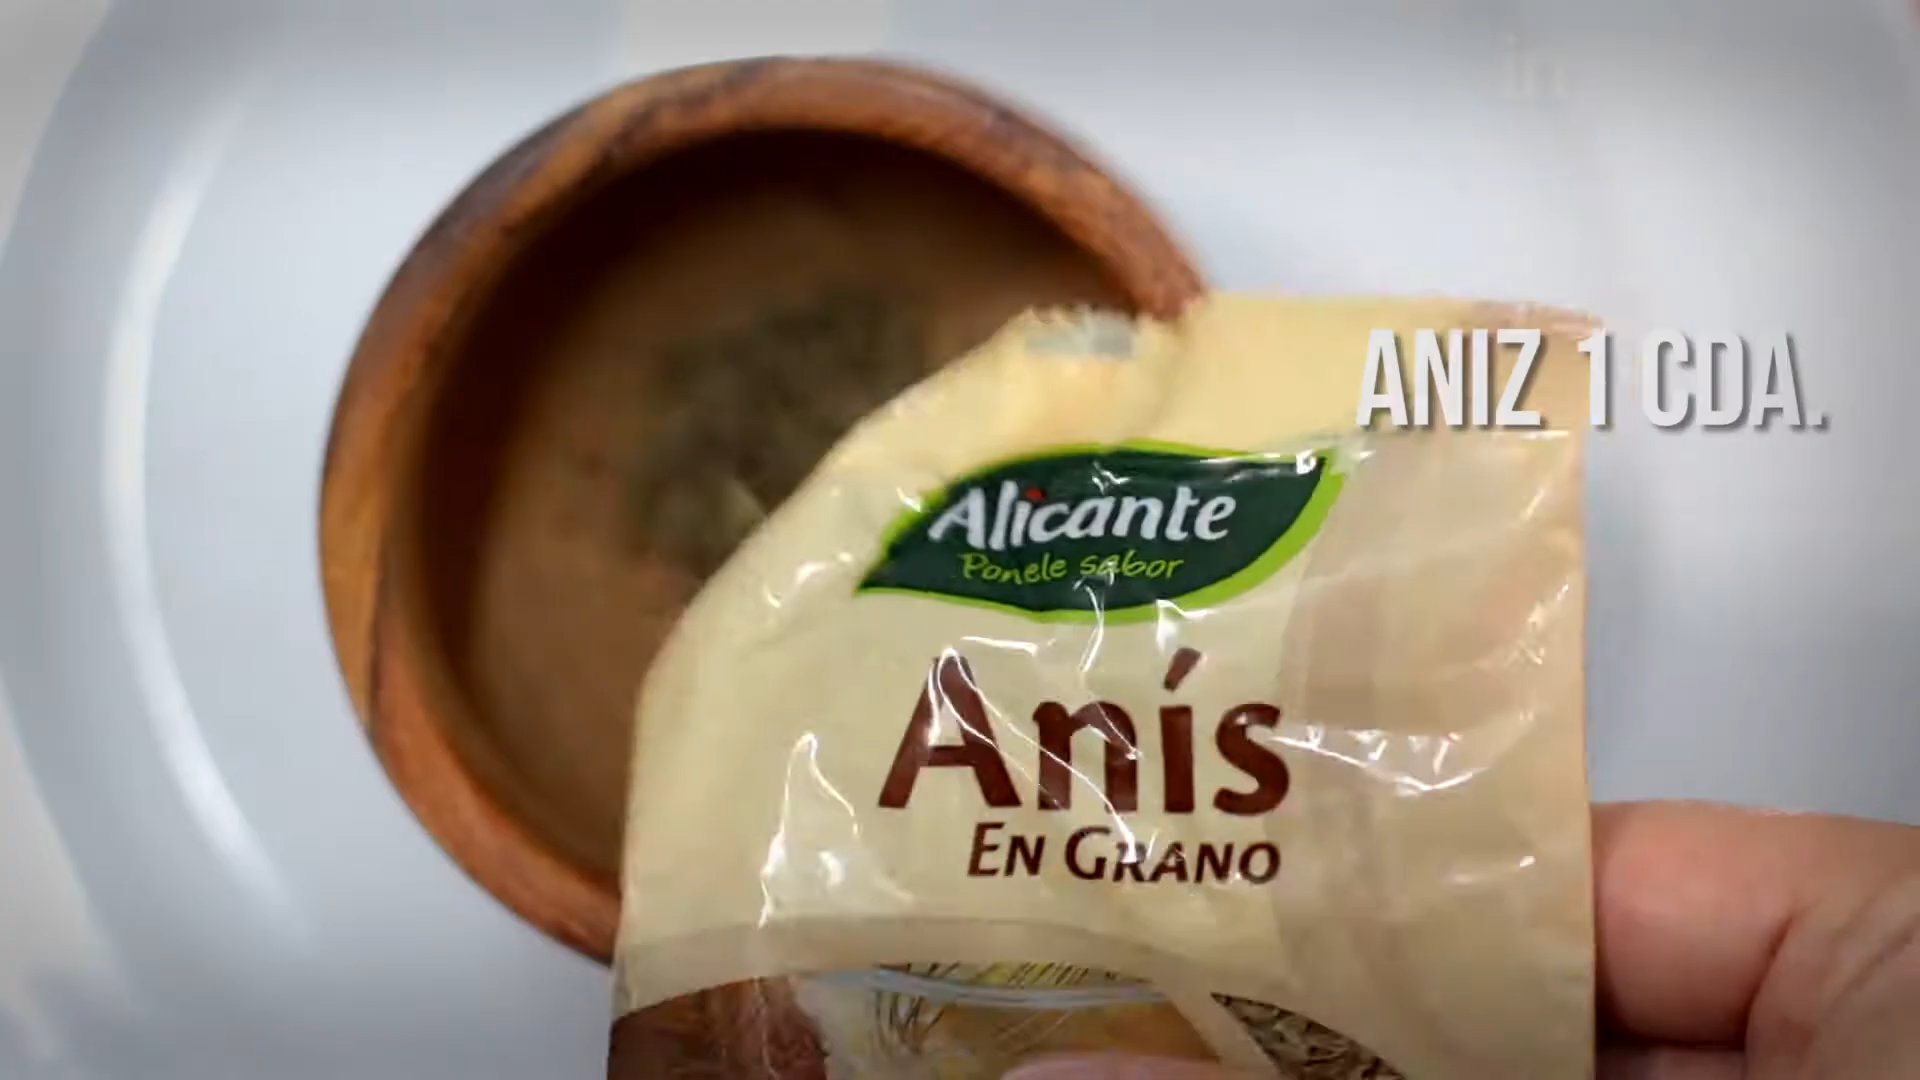 ANIZ 1 CDA.
Alicante
Ponele sabor
Anís
EN GRANO